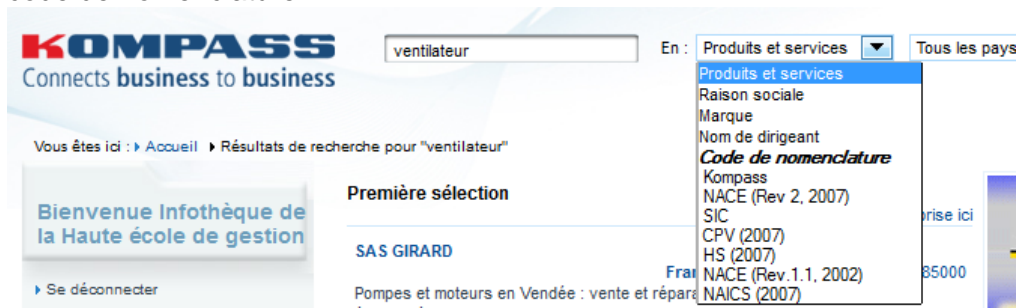 KOMPASS
Connects business to business
ventilateur
En : Produits et services
Tous les pays
Produits et services
Raison sociale
Marque
Nom de dirigeant
Code de nomenclature
Kompass
NACE (Rev 2, 2007)
SIC
CPV (2007)
HS (2007)
NACE (Rev.1.1, 2002)
NAICS (2007)
Vous êtes ici : Accueil Résultats de recherche pour "ventilateur"
Bienvenue Infothèque de
la Haute école de gestion
Se déconnecter
Première sélection
ici
SAS GIRARD
85000
Pompes et moteurs en Vendée : vente et